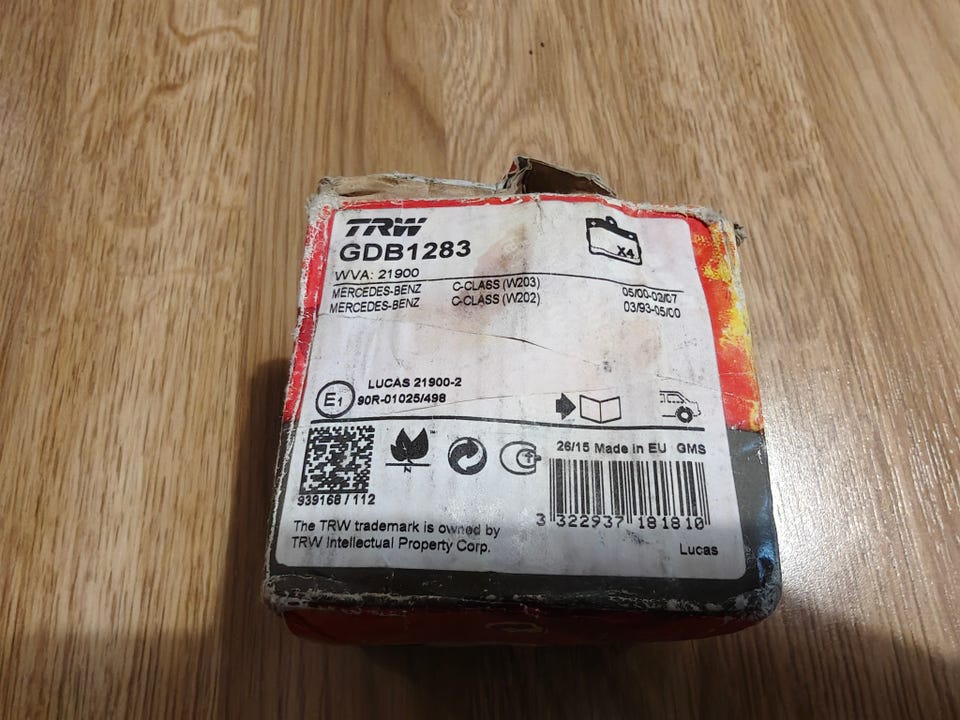 TRW
GDB1283
X4
WVA: 21900
MERCEDES-BENZ C-CLASS (W203) 05/00-02/07
MERCEDES-BENZ C-CLASS (W202) 03/93-05/00
LUCAS 21900-2
E1 90R-01025/498
N
26/15 Made in EU GMS
939168 / 112
3 322937 181810
The TRW trademark is owned by
TRW Intellectual Property Corp.
Lucas